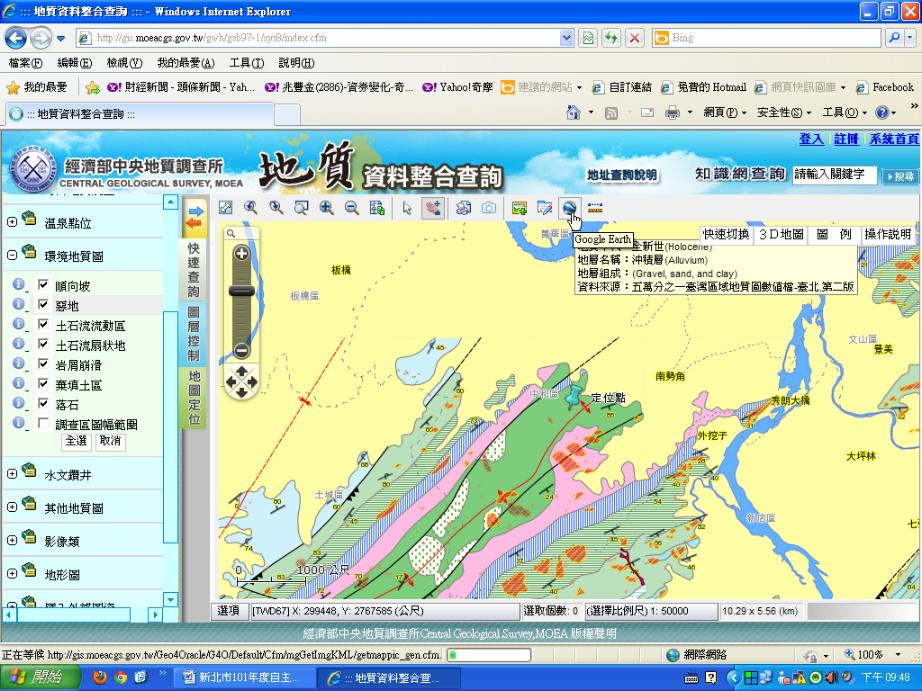 ::: 地質資料整合查詢 ::: - Windows Internet Explorer
http://gis.moeacgs.gov.tw/gwh/gsb97-1/sys8/index.cfm
Bing
檔案(F) 編輯(E) 檢視(V) 我的最愛(A) 工具(T) 說明(H)
我的最愛 Yahoo!財經新聞 - 頭條新聞 - Yah... Yahoo!兆豐金(2886)-資券變化-奇... Yahoo!奇摩 建議的網站 自訂連結 免費的 Hotmail 網頁快訊圖庫 Facebook
::: 地質資料整合查詢 :::
網頁(P) 安全性(S) 工具(O)
登入 註冊 系統首頁
經濟部中央地質調查所
CENTRAL GEOLOGICAL SURVEY, MOEA
地質 資料整合查詢
地址查詢說明 知識網查詢 請輸入關鍵字 搜尋
溫泉點位
環境地質圖
順向坡
惡地
土石流流動區
土石流扇狀地
岩屑崩滑
棄填土區
落石
調查區圖幅範圍
全選 取消
水文鑽井
其他地質圖
影像類
地形圖
快速查詢
圖層控制
地圖定位
Google Earth
快速切換 3D地圖 圖 例 操作說明
全新世(Holocene)
地層名稱：沖積層(Alluvium)
地層組成：(Gravel, sand, and clay)
資料來源：五萬分之一臺灣區域地質圖數值檔-臺北,第二版
萬華區
板橋
板橋區
文山區
景美
南勢角
中和區
定位點
秀朗大橋
外挖子
大坪林
土城區
新店區
七
0 1000 公尺
選項 [TWD67] X: 299448, Y: 2767585 (公尺) 選取個數: 0 (選擇比例尺) 1: 50000 10.29 x 5.56 (km)
經濟部中央地質調查所Central Geological Survey,MOEA 版權聲明
正在等候 http://gis.moeacgs.gov.tw/Geo4Oracle/G4O/Default/Cfm/mgGetImgKML/getmappic_gen.cfm. 網際網路 100%
開始 新北市101年度自主... ::: 地質資料整合查... 下午 09:48